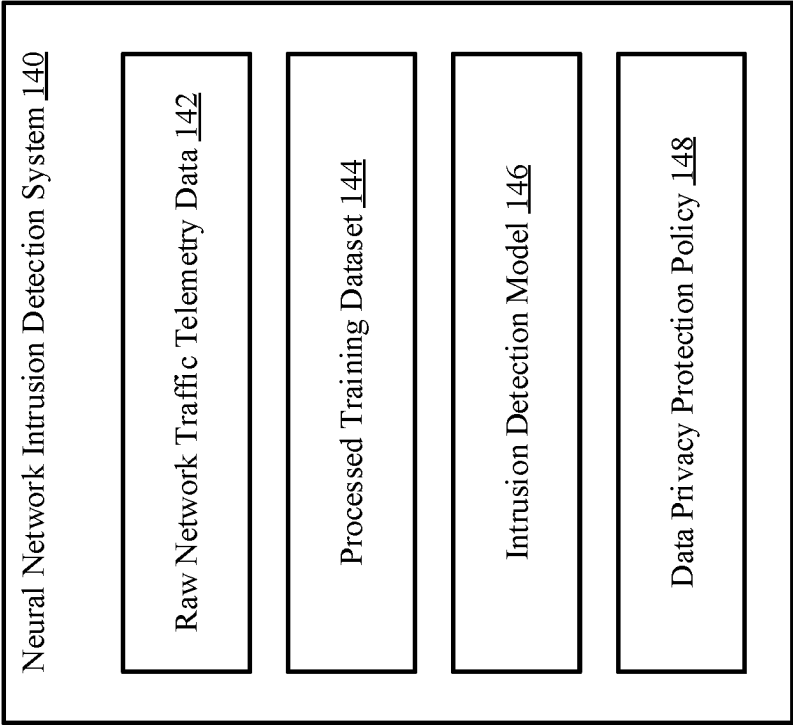 Neural Network Intrusion Detection System 140
Raw Network Traffic Telemetry Data 142
Processed Training Dataset 144
Intrusion Detection Model 146
Data Privacy Protection Policy 148